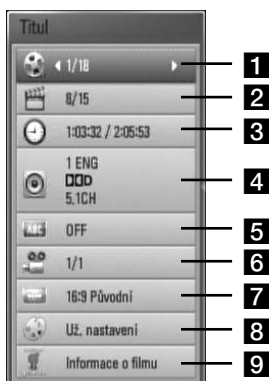 Titul
1/18 1
8/15 2
1:03:32 / 2:05:53 3
1 ENG
DD D
5.1CH 4
ABC OFF 5
1/1 6
16:9 Původní 7
Už. nastavení 8
Informace o filmu 9